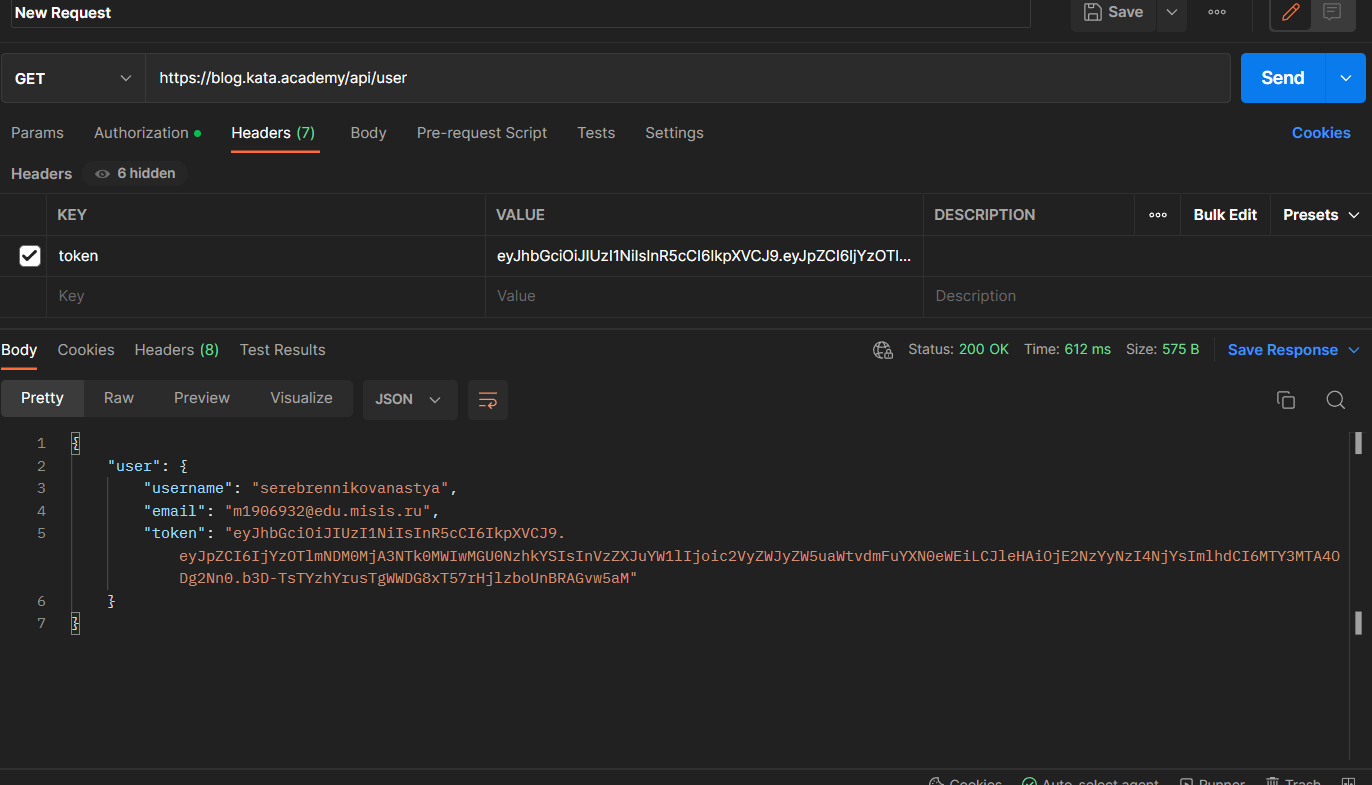 New Request
Save
GET
https://blog.kata.academy/api/user
Send
Params Authorization Headers (7) Body Pre-request Script Tests Settings Cookies
Headers 6 hidden
KEY VALUE DESCRIPTION Bulk Edit Presets
token eyJhbGciOiJIUzI1NiIsInR5cCI6IkpXVCJ9.eyJpZCI6IjYzOTl...
Key Value Description
Body Cookies Headers (8) Test Results Status: 200 OK Time: 612 ms Size: 575 B Save Response
Pretty Raw Preview Visualize JSON
1 {
2 "user": {
3 "username": "serebrennikovanastya",
4 "email": "m1906932@edu.misis.ru",
5 "token": "eyJhbGciOiJIUzI1NiIsInR5cCI6IkpXVCJ9.
eyJpZCI6IjYzOTlmNDM0MjA3NTk0MWIwMGU0NzhkYSIsInVzZXJuYW1lIjoic2VyZWJyZW5uaWtvdmFuYXN0eWEiLCJleHAiOjE2NzYyNzI4NjYsImlhdCI6MTY3MTA4O
Dg2Nn0.b3D-TsTYzhYrusTgWWDG8xT57rHjlzboUnBRAGvw5aM"
6 }
7 }
Cookies Auto-select agent Runner Trash